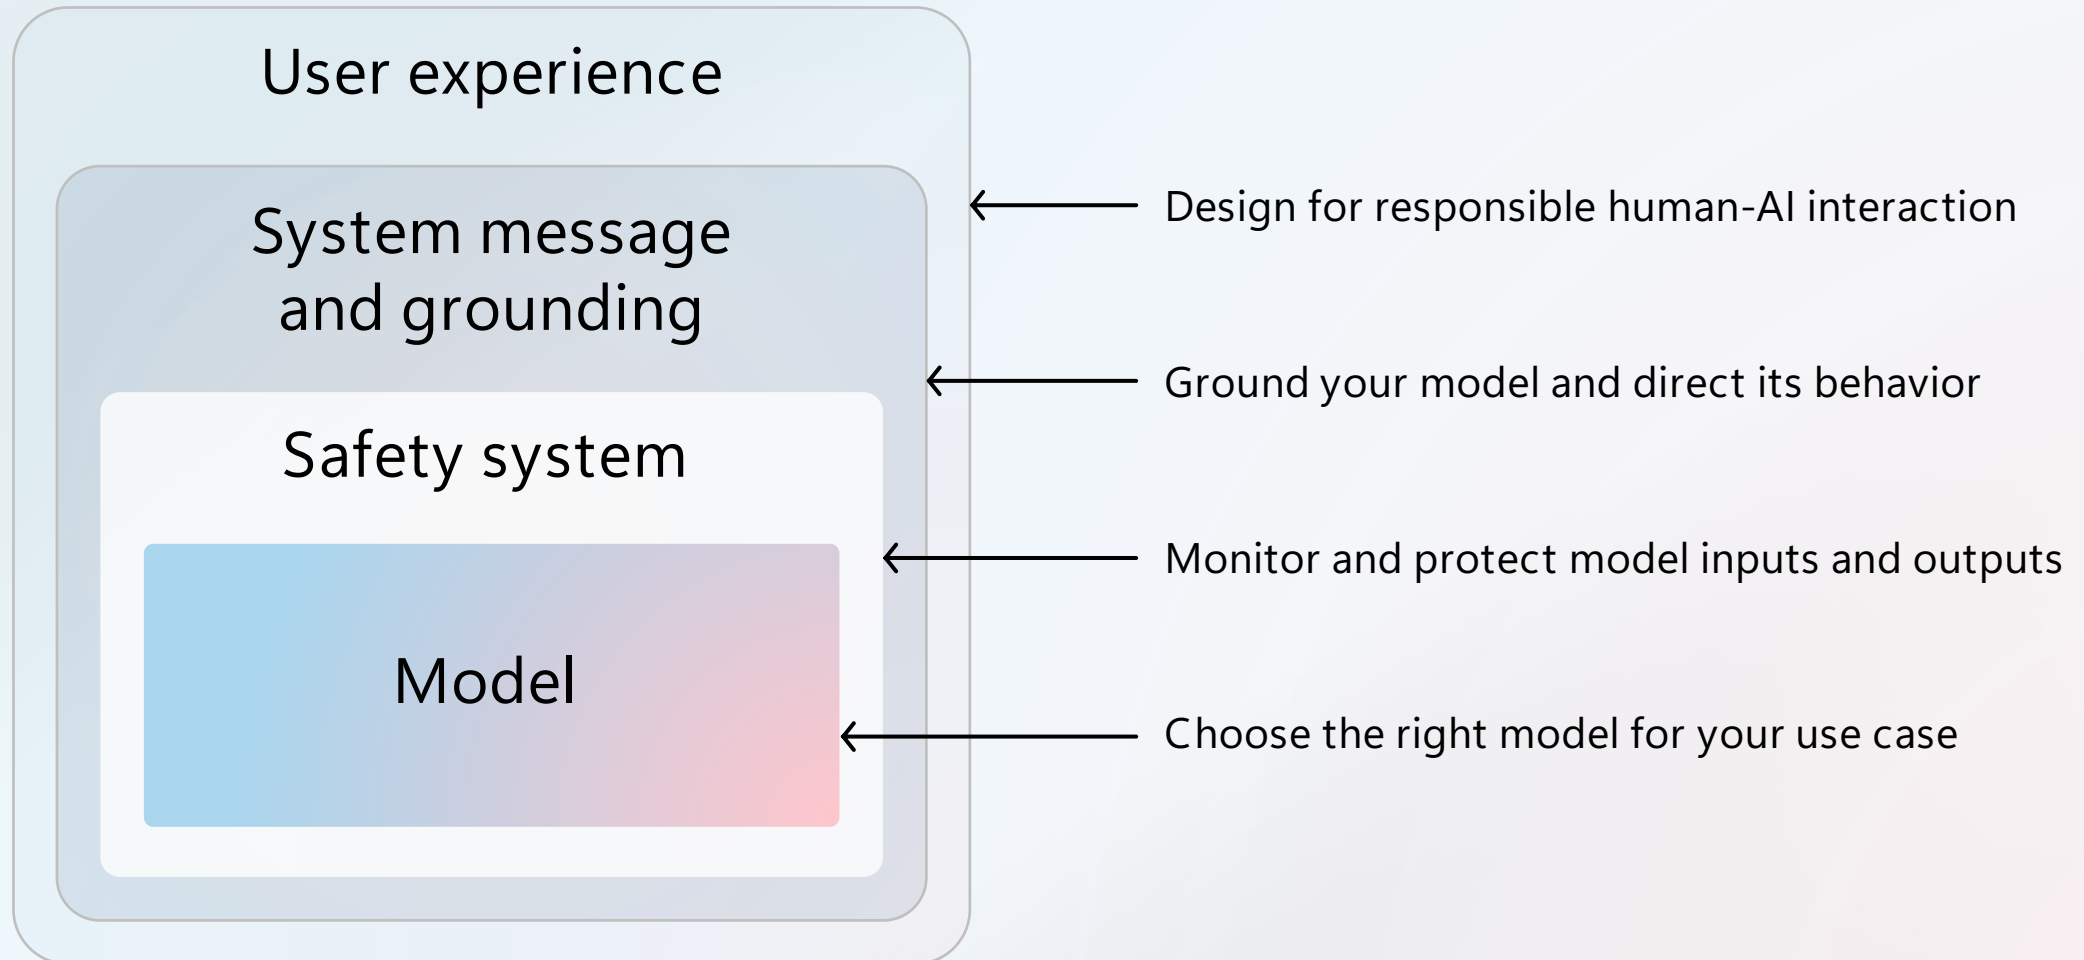 User experience
System message
and grounding
Safety system
Model
Design for responsible human-AI interaction
Ground your model and direct its behavior
Monitor and protect model inputs and outputs
Choose the right model for your use case